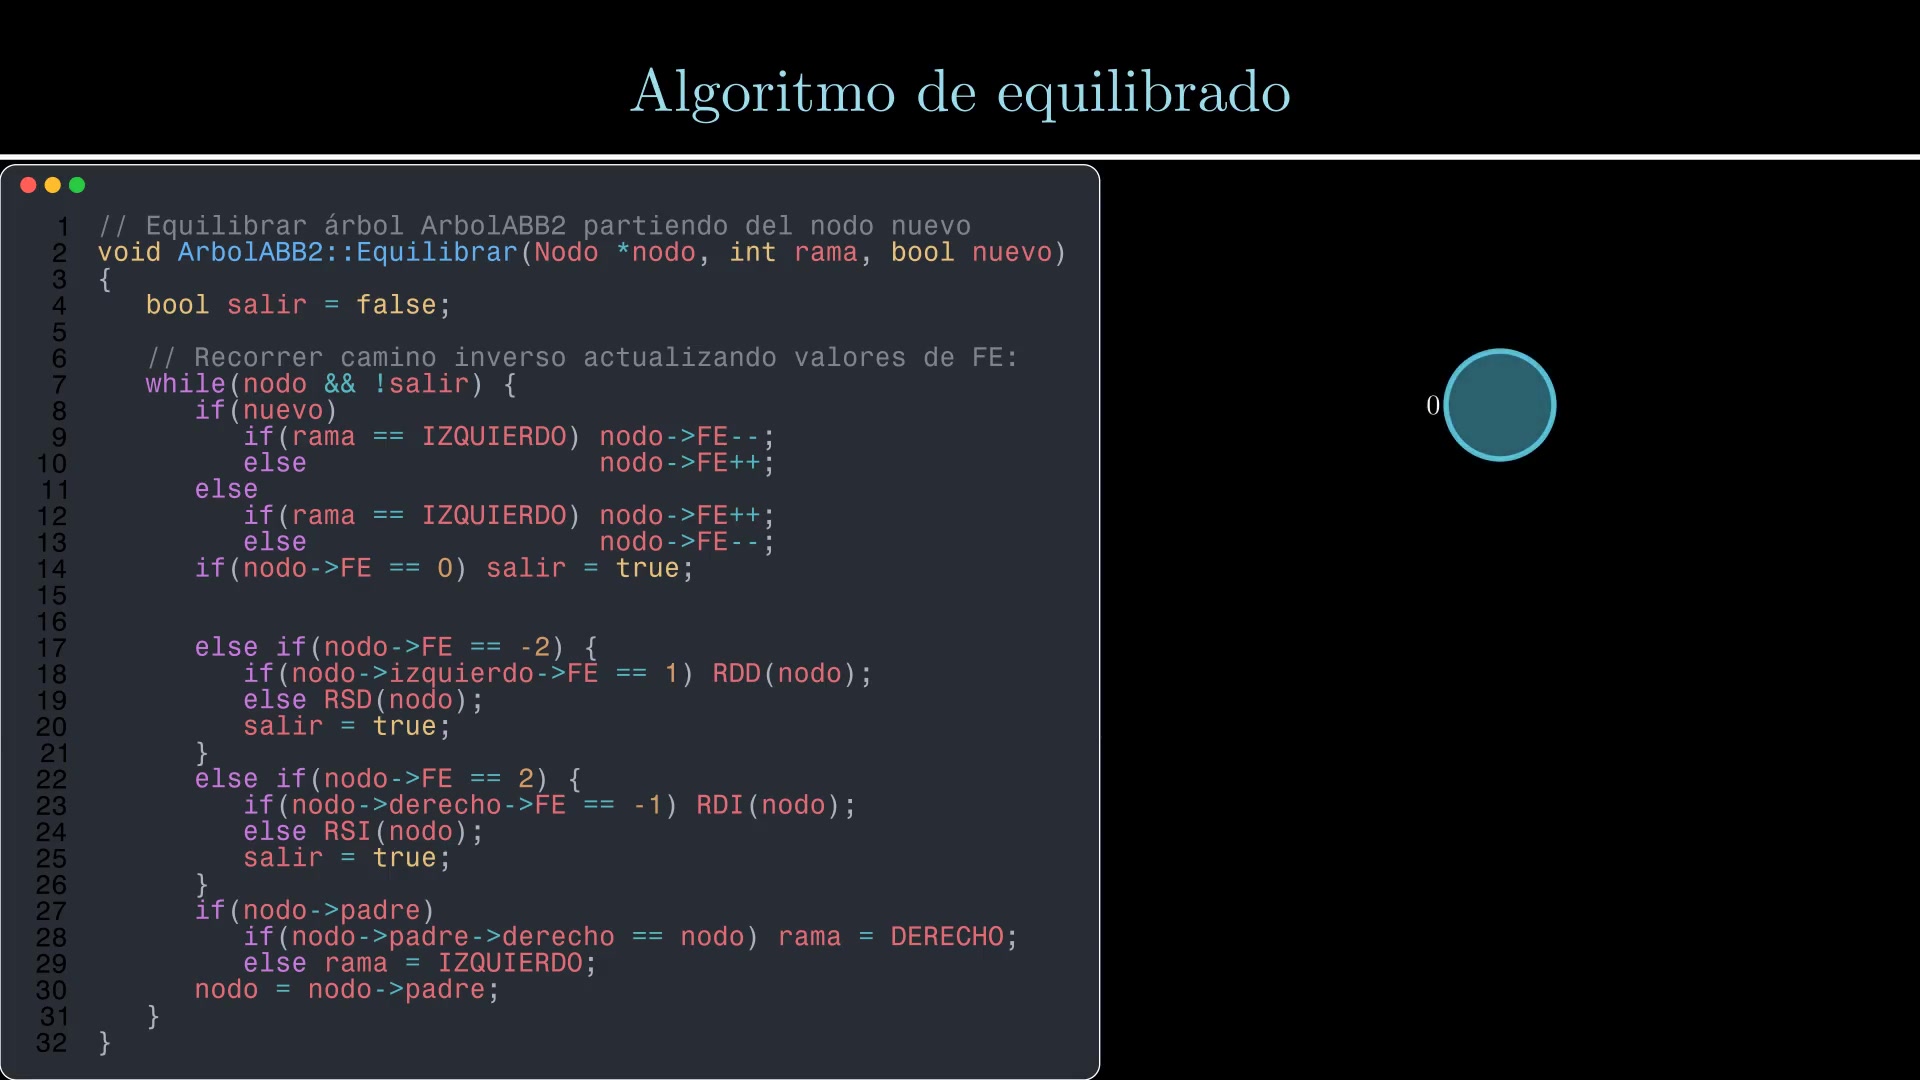 Algoritmo de equilibrado
1 // Equilibrar árbol ArbolABB2 partiendo del nodo nuevo
2 void ArbolABB2::Equilibrar(Nodo *nodo, int rama, bool nuevo)
3 {
4    bool salir = false;
5
6    // Recorrer camino inverso actualizando valores de FE:
7    while(nodo && !salir) {
8       if(nuevo)
9          if(rama == IZQUIERDO) nodo->FE--;
10          else                  nodo->FE++;
11       else
12          if(rama == IZQUIERDO) nodo->FE++;
13          else                  nodo->FE--;
14       if(nodo->FE == 0) salir = true;
15
16
17       else if(nodo->FE == -2) {
18          if(nodo->izquierdo->FE == 1) RDD(nodo);
19          else RSD(nodo);
20          salir = true;
21       }
22       else if(nodo->FE == 2) {
23          if(nodo->derecho->FE == -1) RDI(nodo);
24          else RSI(nodo);
25          salir = true;
26       }
27       if(nodo->padre)
28          if(nodo->padre->derecho == nodo) rama = DERECHO;
29          else rama = IZQUIERDO;
30       nodo = nodo->padre;
31    }
32 }
0